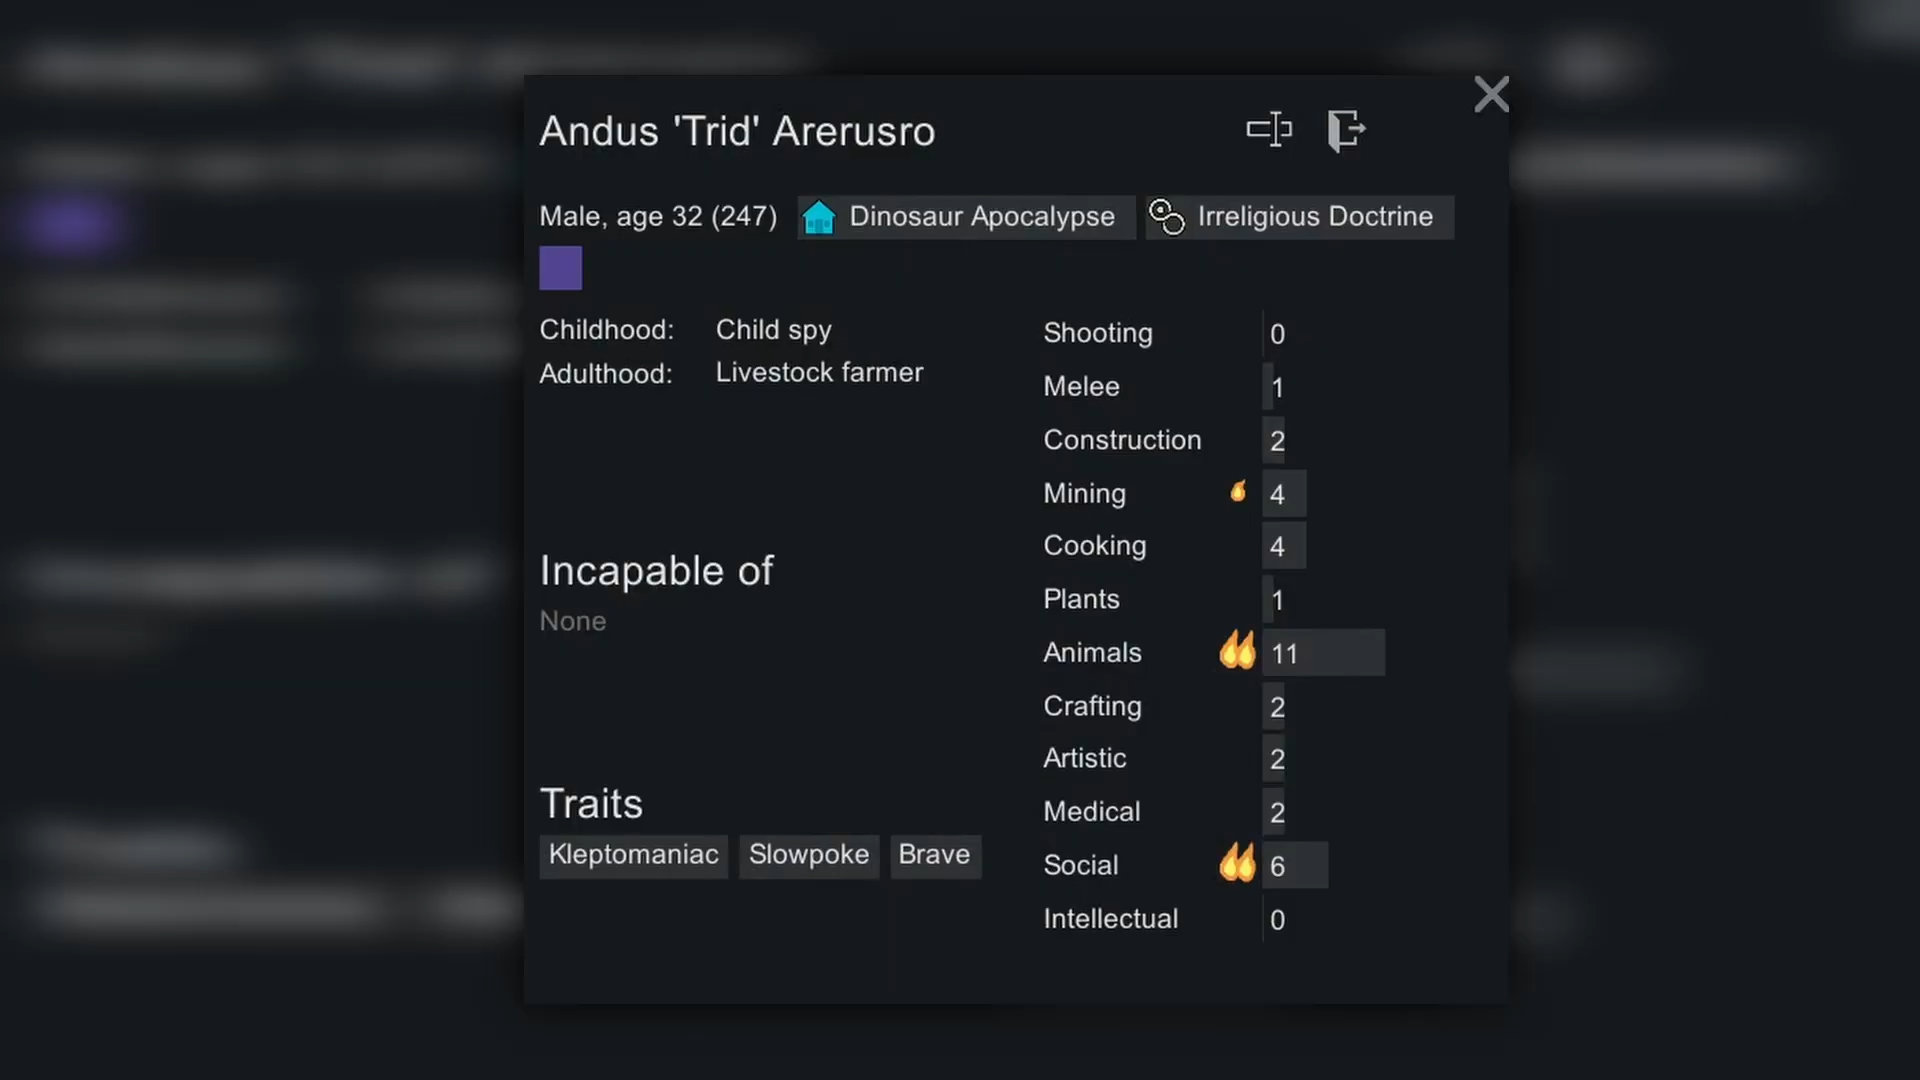 Andus 'Trid' Arerusro
Male, age 32 (247) Dinosaur Apocalypse Irreligious Doctrine
Childhood: Child spy
Adulthood: Livestock farmer
Incapable of
None
Traits
Kleptomaniac Slowpoke Brave
Shooting 0
Melee 1
Construction 2
Mining 4
Cooking 4
Plants 1
Animals 11
Crafting 2
Artistic 2
Medical 2
Social 6
Intellectual 0